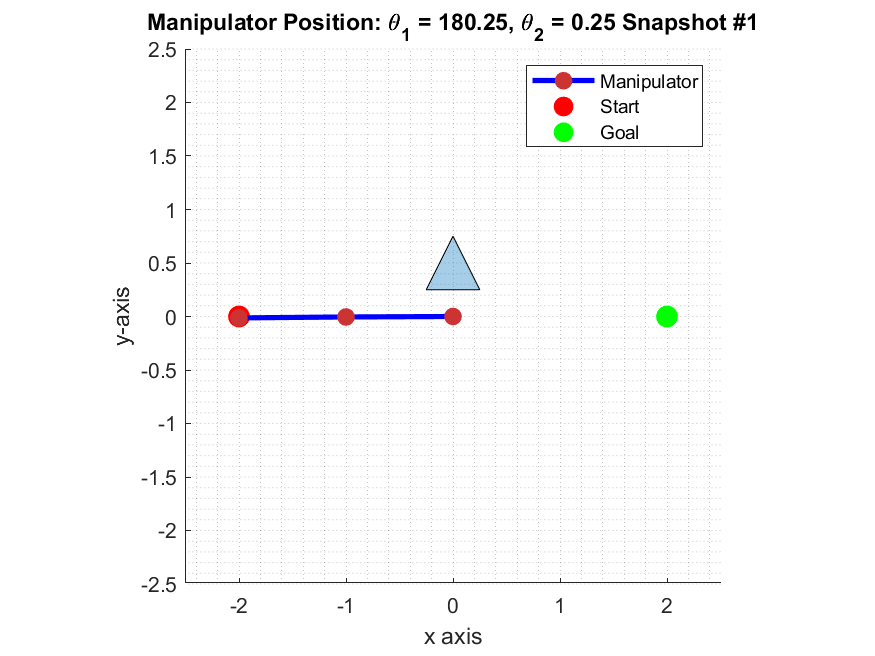 Manipulator Position: θ1 = 180.25, θ2 = 0.25 Snapshot #1
Manipulator
Start
Goal
2.5
2
1.5
1
0.5
0
-0.5
-1
-1.5
-2
-2.5
y-axis
-2 -1 0 1 2
x axis